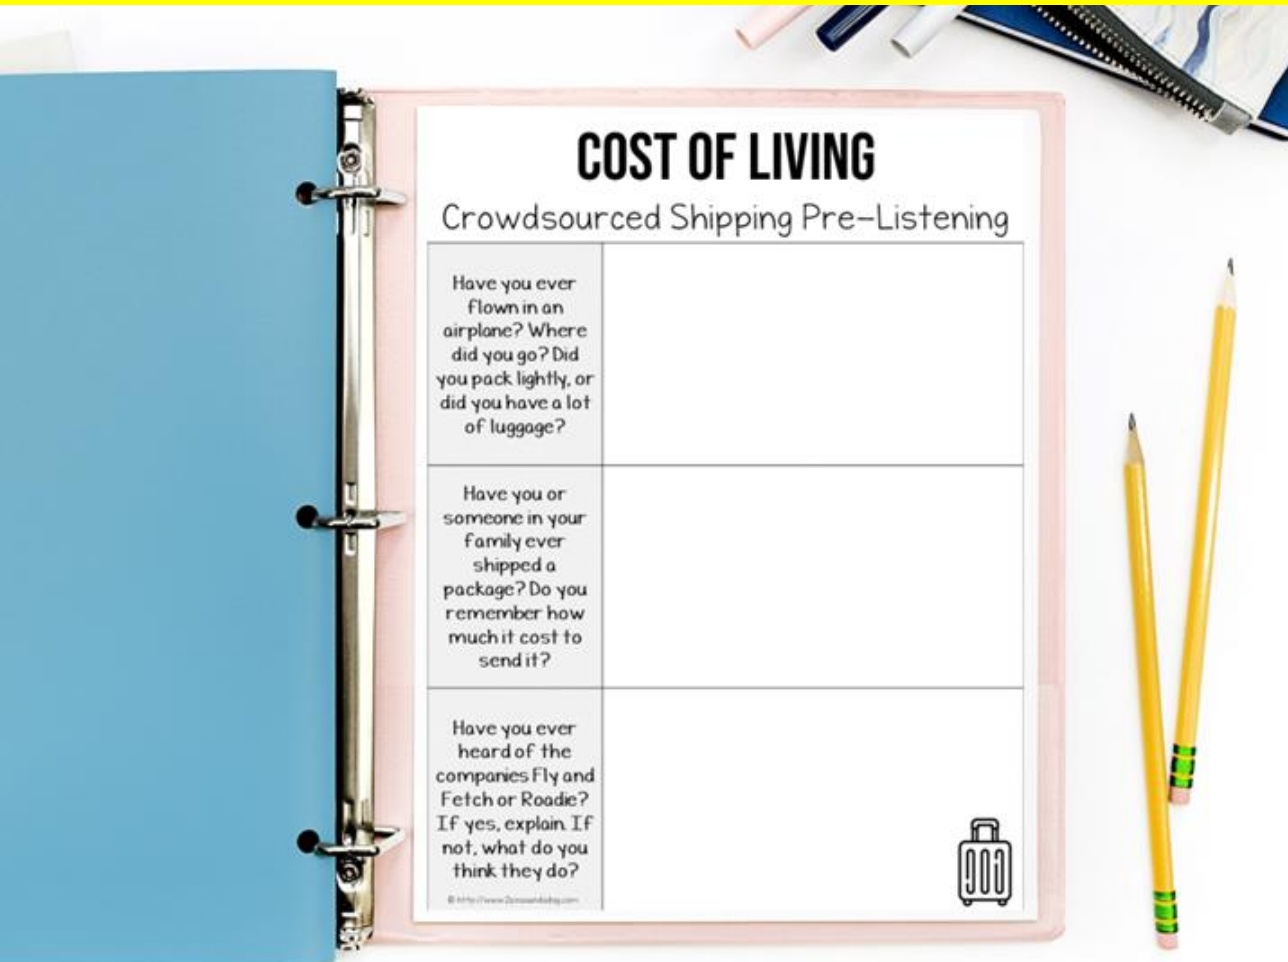 COST OF LIVING
Crowdsourced Shipping Pre-Listening
Have you ever
flown in an
airplane? Where
did you go? Did
you pack lightly, or
did you have a lot
of luggage?
Have you or
someone in your
family ever
shipped a
package? Do you
remember how
much it cost to
send it?
Have you ever
heard of the
companies Fly and
Fetch or Roadie?
If yes, explain. If
not, what do you
think they do?